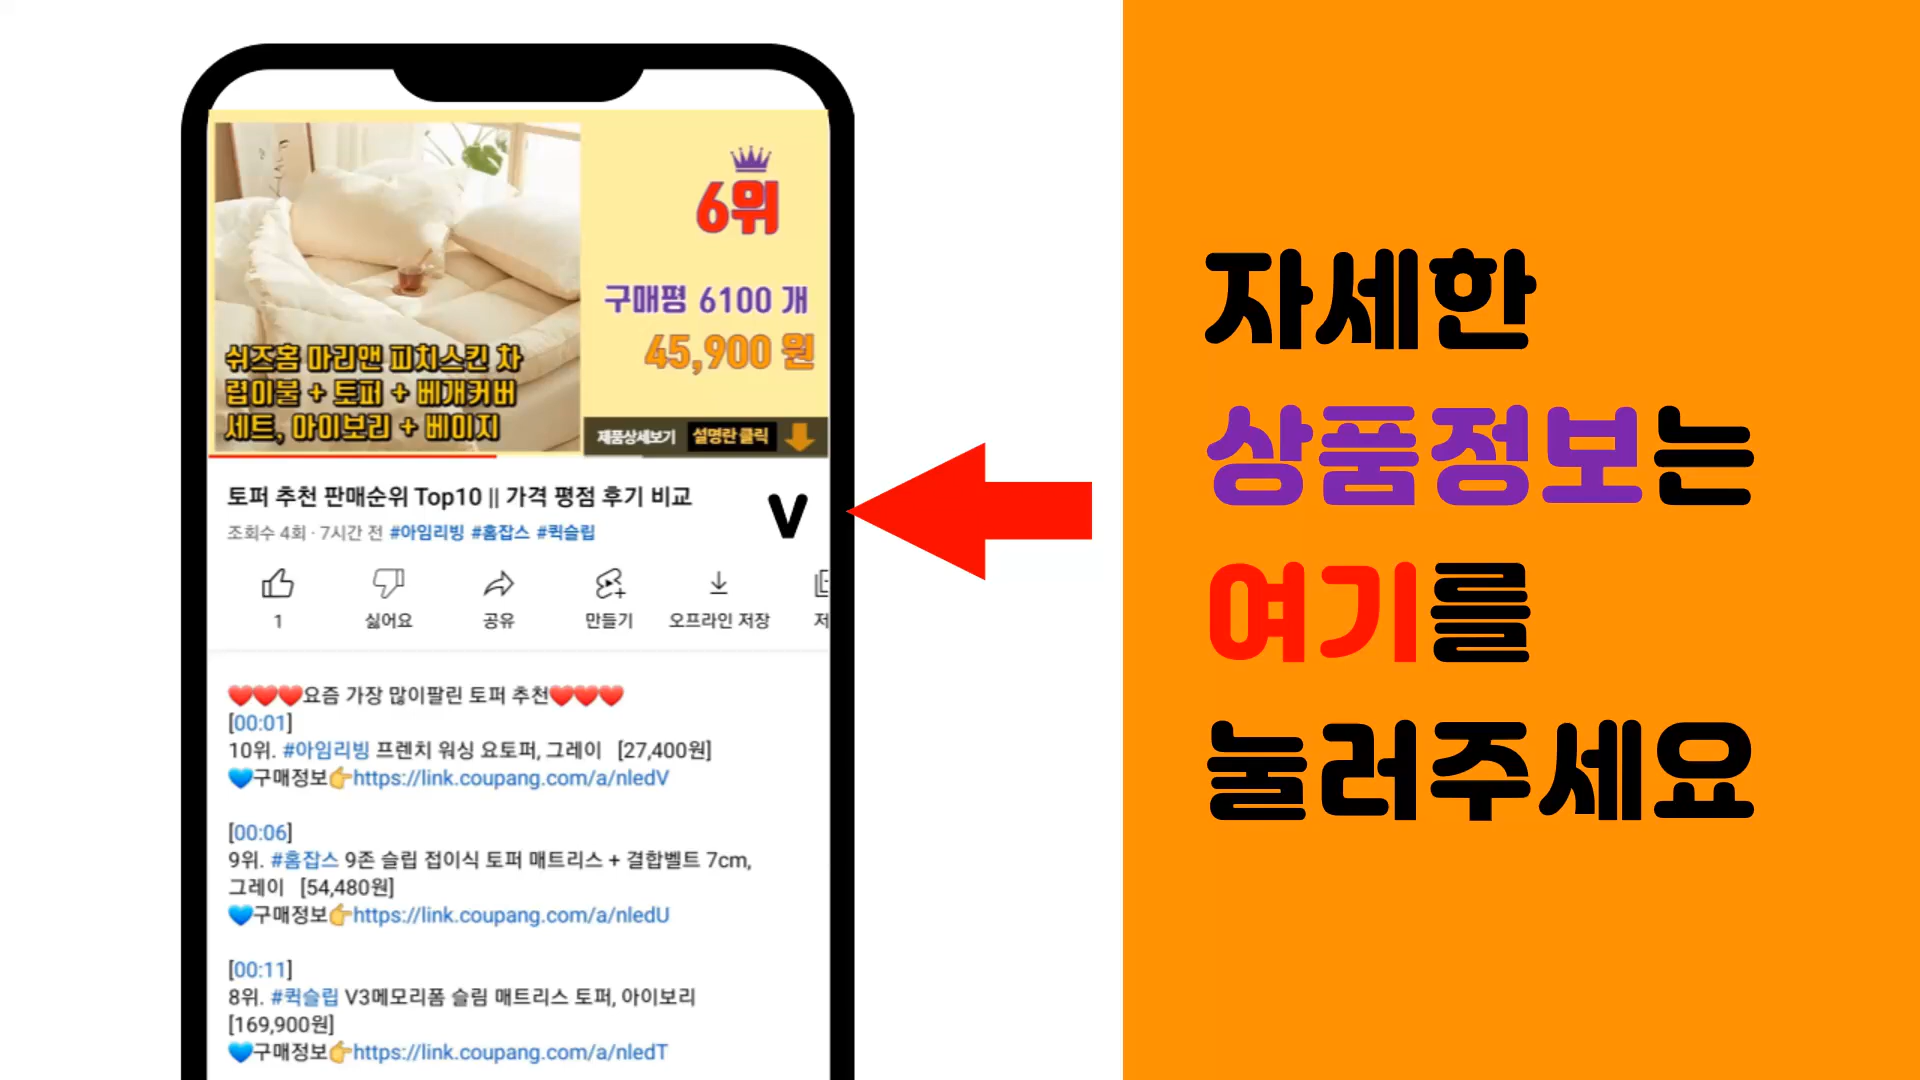 6위
구매평 6100 개
45,900 원
쉬즈홈 마리앤 피치스킨 차
렵이불 + 토퍼 + 베개커버
세트, 아이보리 + 베이지
제품상세보기 설명란 클릭
토퍼 추천 판매순위 Top10 || 가격 평점 후기 비교
V
조회수 4회 · 7시간 전 #아임리빙 #홈잡스 #퀵슬립
1 싫어요 공유 만들기 오프라인 저장 저
❤️❤️❤️요즘 가장 많이팔린 토퍼 추천❤️❤️❤️
[00:01]
10위. #아임리빙 프렌치 워싱 요토퍼, 그레이 [27,400원]
💙구매정보👉https://link.coupang.com/a/nledV
[00:06]
9위. #홈잡스 9존 슬립 접이식 토퍼 매트리스 + 결합벨트 7cm,
그레이 [54,480원]
💙구매정보👉https://link.coupang.com/a/nledU
[00:11]
8위. #퀵슬립 V3메모리폼 슬림 매트리스 토퍼, 아이보리
[169,900원]
💙구매정보👉https://link.coupang.com/a/nledT
자세한
상품정보는
여기를
눌러주세요